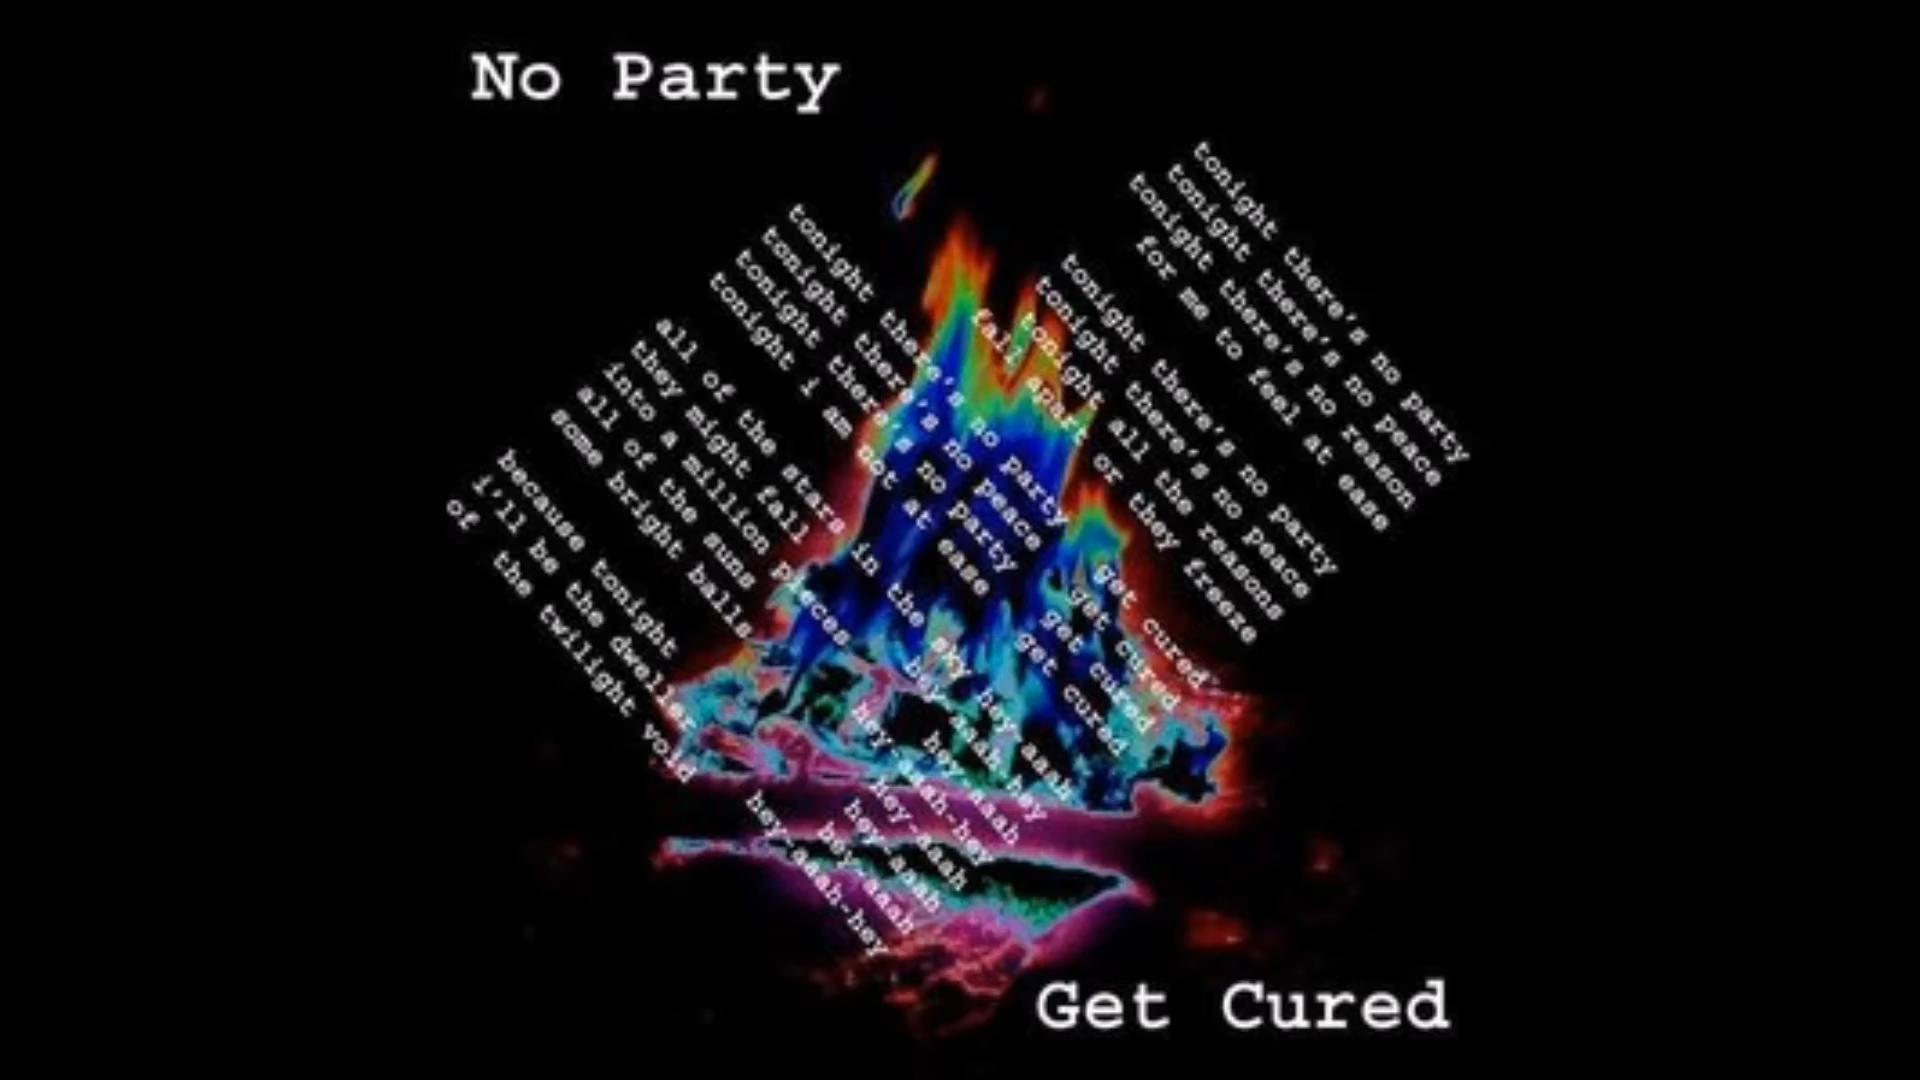 No Party
tonight there's no party
tonight there's no peace
tonight there's no reason
for me to feel at ease
tonight there's no party
tonight there's no peace
tonight all the reasons
fall apart or they freeze
get cured
get cured
get cured
get cured
tonight there's no party
tonight there's no peace
tonight there's no party
tonight i am not at ease
all of the stars in the sky hey-aaah
they might fall hey-aaah-hey
into a million pieces hey-aaah
all of the suns hey-aaah-hey
some bright balls hey-aaah
hey-aaah
because tonight hey-aaah
i'll be the dweller hey-aaah-hey
of the twilight void
Get Cured